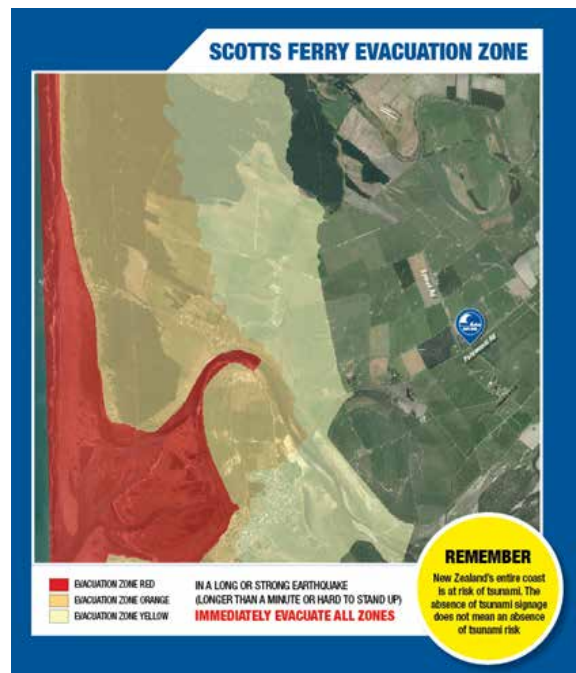 SCOTTS FERRY EVACUATION ZONE
Parewanui Rd
EVACUATION ZONE RED
EVACUATION ZONE ORANGE
EVACUATION ZONE YELLOW
IN A LONG OR STRONG EARTHQUAKE
(LONGER THAN A MINUTE OR HARD TO STAND UP)
IMMEDIATELY EVACUATE ALL ZONES
REMEMBER
New Zealand's entire coast
is at risk of tsunami. The
absence of tsunami signage
does not mean an absence
of tsunami risk